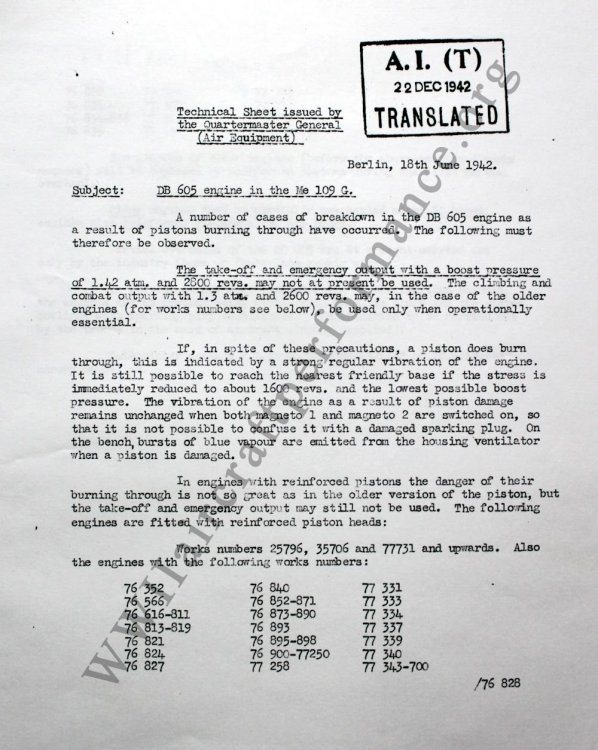 A.I. (T)
22 DEC 1942
TRANSLATED
Technical Sheet issued by
the Quartermaster General
(Air Equipment)
Berlin, 18th June 1942.
Subject: DB 605 engine in the Me 109 G.
A number of cases of breakdown in the DB 605 engine as
a result of pistons burning through have occurred. The following must
therefore be observed.
The take-off and emergency output with a boost pressure
of 1.42 atm. and 2800 revs. may not at present be used. The climbing and
combat output with 1.3 atm. and 2600 revs. may, in the case of the older
engines (for works numbers see below), be used only when operationally
essential.
If, in spite of these precautions, a piston does burn
through, this is indicated by a strong regular vibration of the engine.
It is still possible to reach the nearest friendly base if the stress is
immediately reduced to about 1600 revs. and the lowest possible boost
pressure. The vibration of the engine as a result of piston damage
remains unchanged when both magneto 1 and magneto 2 are switched on, so
that it is not possible to confuse it with a damaged sparking plug. On
the bench, bursts of blue vapour are emitted from the housing ventilator
when a piston is damaged.
In engines with reinforced pistons the danger of their
burning through is not so great as in the older version of the piston, but
the take-off and emergency output may still not be used. The following
engines are fitted with reinforced piston heads:
Works numbers 25796, 35706 and 77731 and upwards. Also
the engines with the following works numbers:
76 352 76 840 77 331
76 566 76 852-871 77 333
76 616-811 76 873-890 77 334
76 813-819 76 893 77 337
76 821 76 895-898 77 339
76 824 76 900-77250 77 340
76 827 77 258 77 343-700
/76 828
www.wwiiaircraftperformance.org